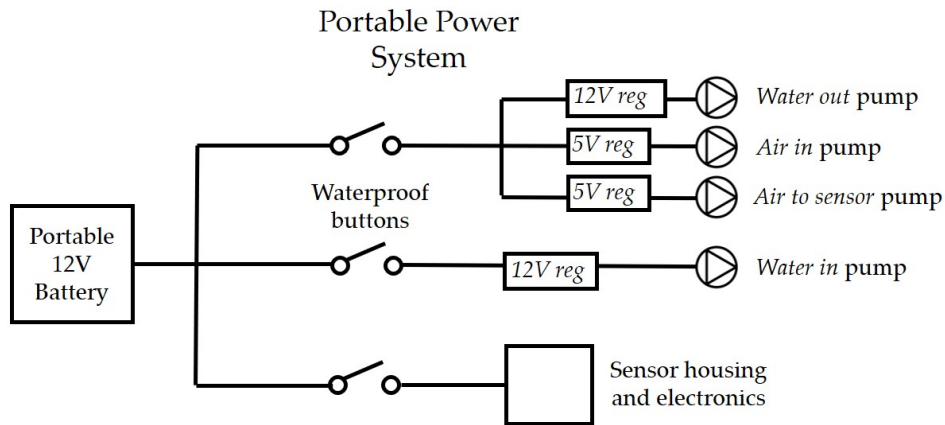 Portable Power
System
12V reg
Water out pump
5V reg
Air in pump
5V reg
Air to sensor pump
Waterproof
buttons
Portable
12V
Battery
12V reg
Water in pump
Sensor housing
and electronics